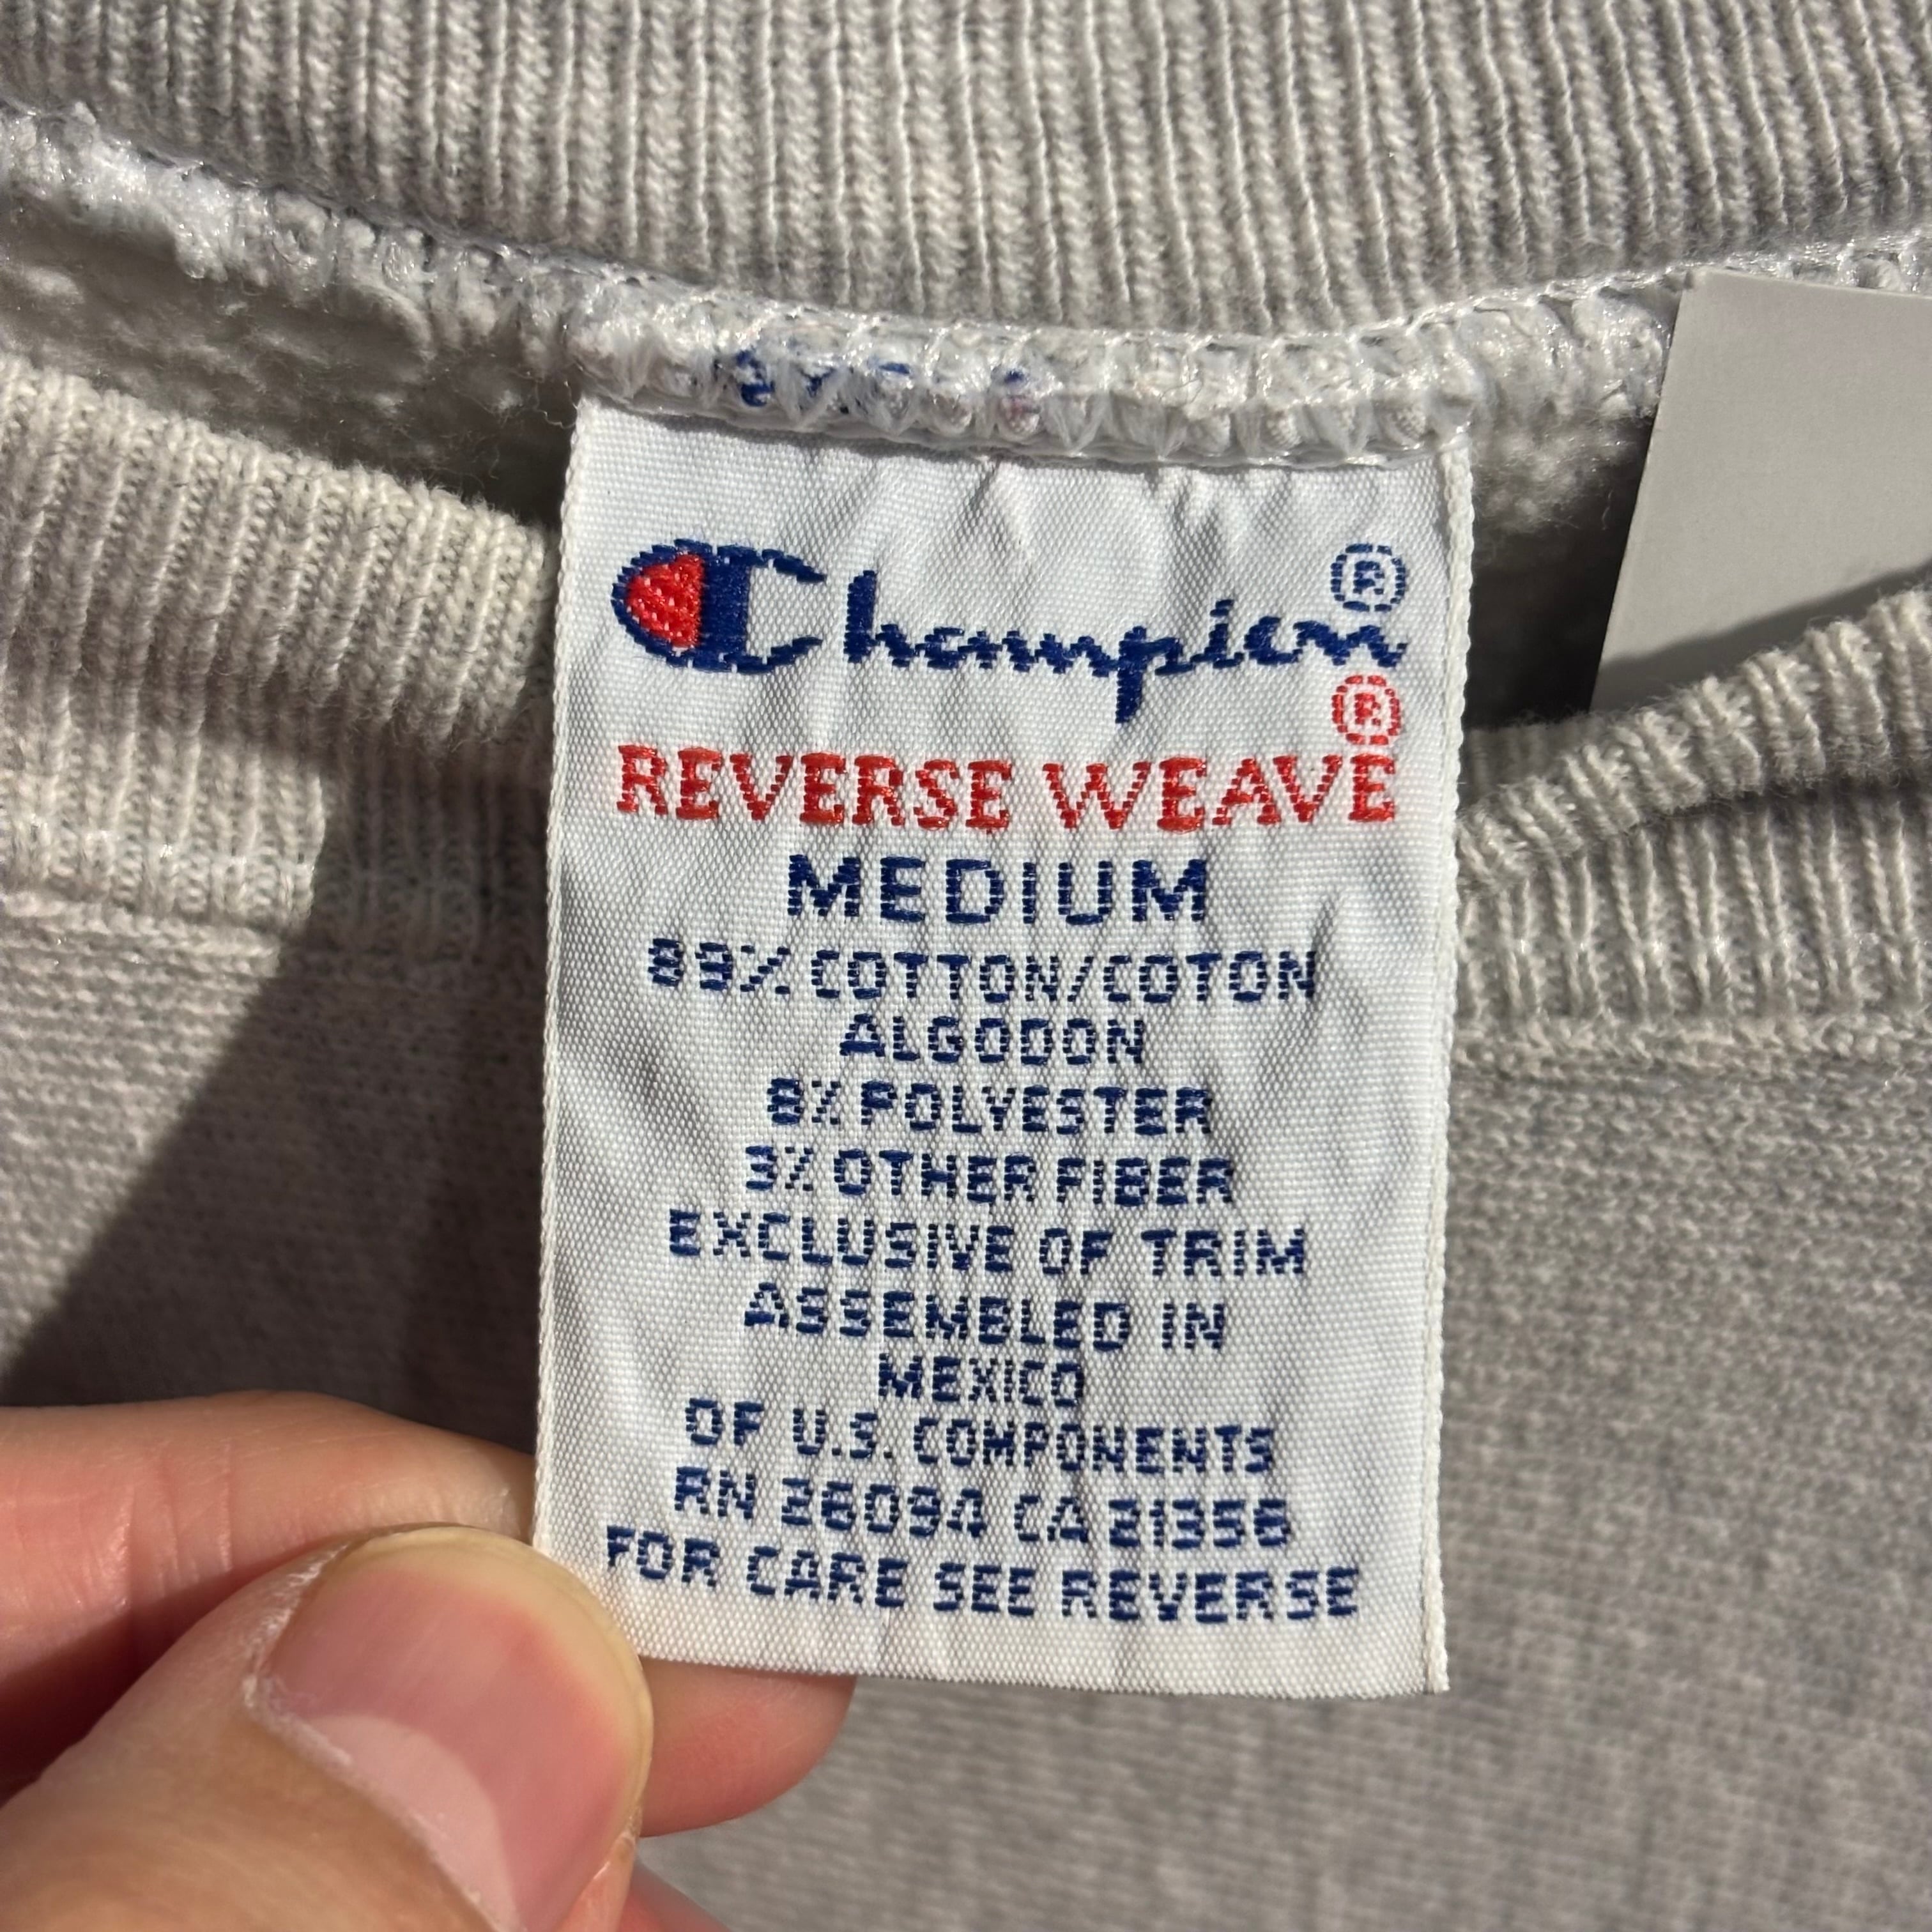 Champion®
REVERSE WEAVE®
MEDIUM
89% COTTON/COTON
ALGODON
8% POLYESTER
3% OTHER FIBER
EXCLUSIVE OF TRIM
ASSEMBLED IN
MEXICO
OF U.S. COMPONENTS
RN 26094 CA 21356
FOR CARE SEE REVERSE